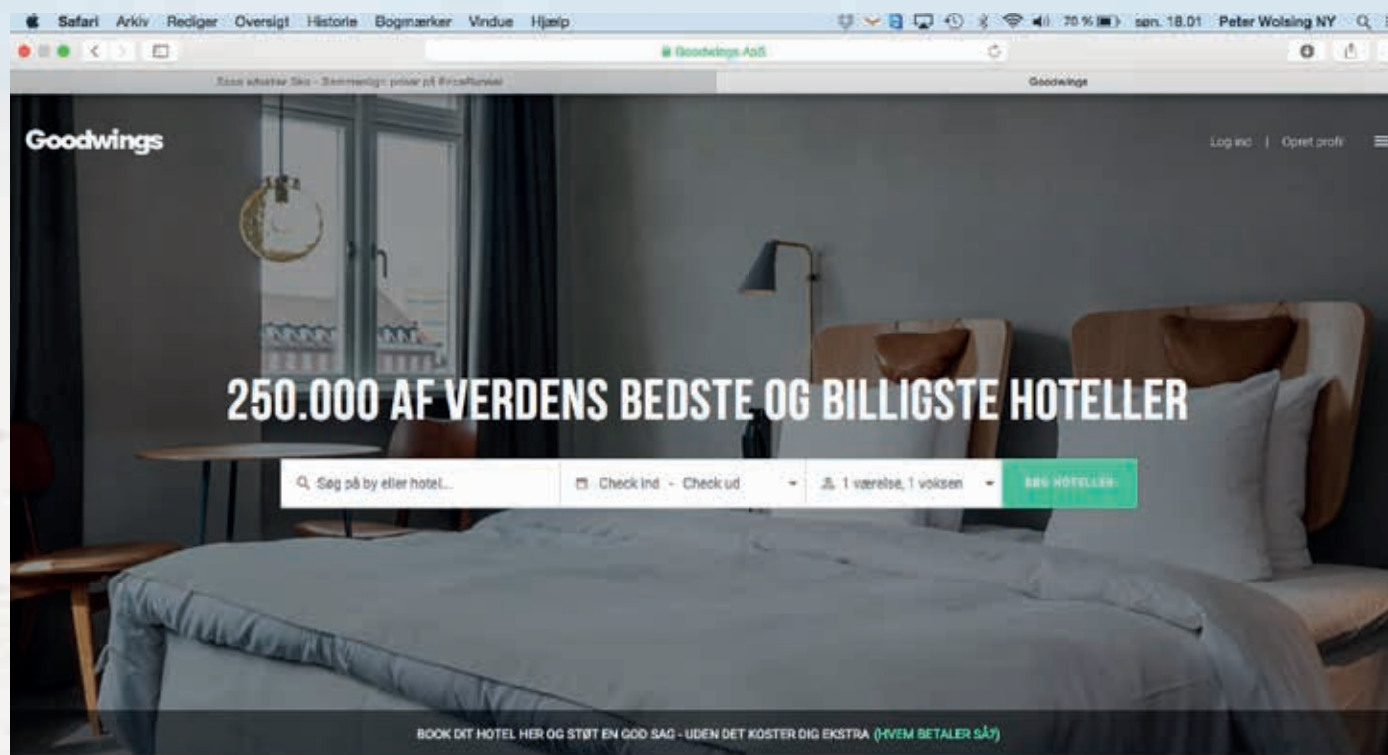 Safari Arkiv Rediger Oversigt Historie Bogmærker Vindue Hjælp 70 % søn. 18.01 Peter Wolsing NY
Goodwings ApS
Goodwings
Goodwings
Log ind | Opret profil
250.000 AF VERDENS BEDSTE OG BILLIGSTE HOTELLER
Søg på by eller hotel... Check ind - Check ud 1 værelse, 1 voksen SØG HOTELLER
BOOK DIT HOTEL HER OG STØT EN GOD SAG - UDEN DET KOSTER DIG EKSTRA (HVEM BETALER SÅ?)